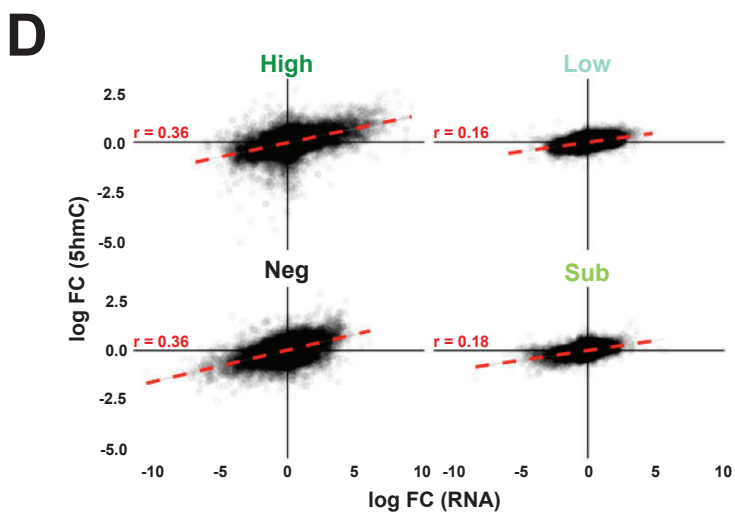 D
High
Low
2.5
0.0
-2.5
-5.0
r = 0.36
r = 0.16
log FC (5hmC)
Neg
Sub
2.5
0.0
-2.5
-5.0
r = 0.36
r = 0.18
-10 -5 0 5 10 -10 -5 0 5 10
log FC (RNA)